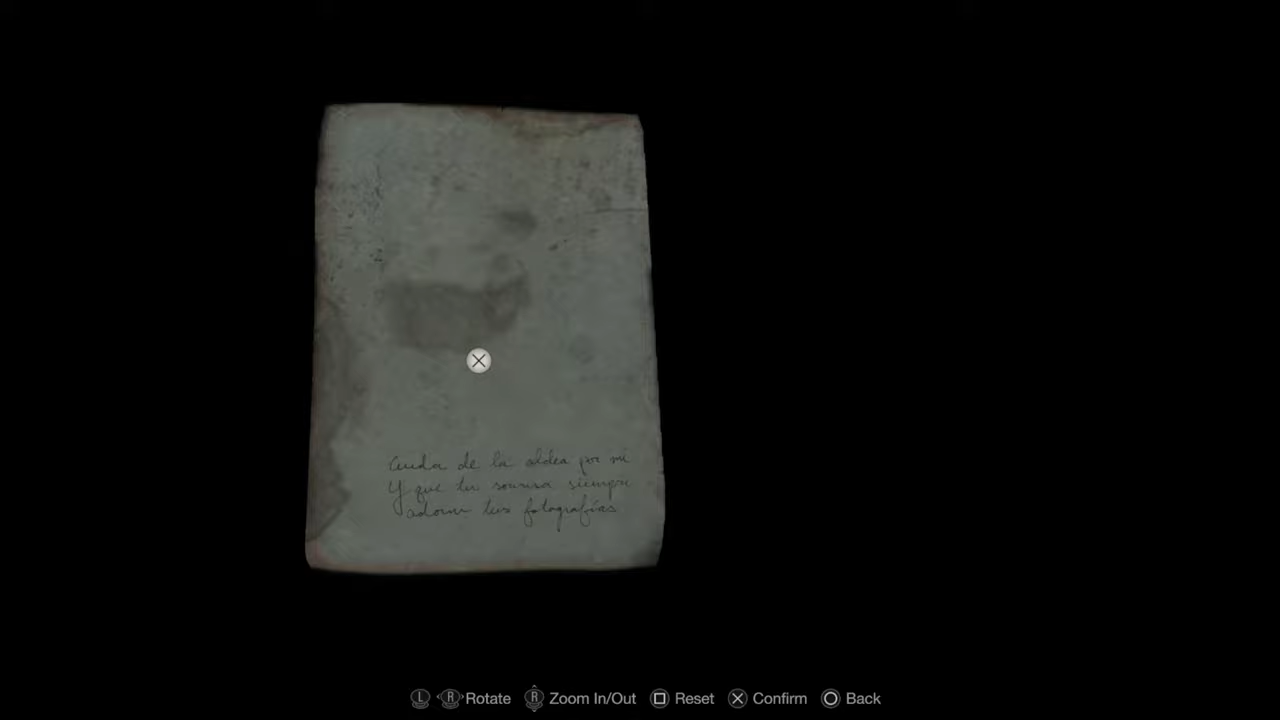 Cuida de la aldea por mí
Y que tu sonrisa siempre
adorne tus fotografías
L R Rotate R Zoom In/Out Reset Confirm Back